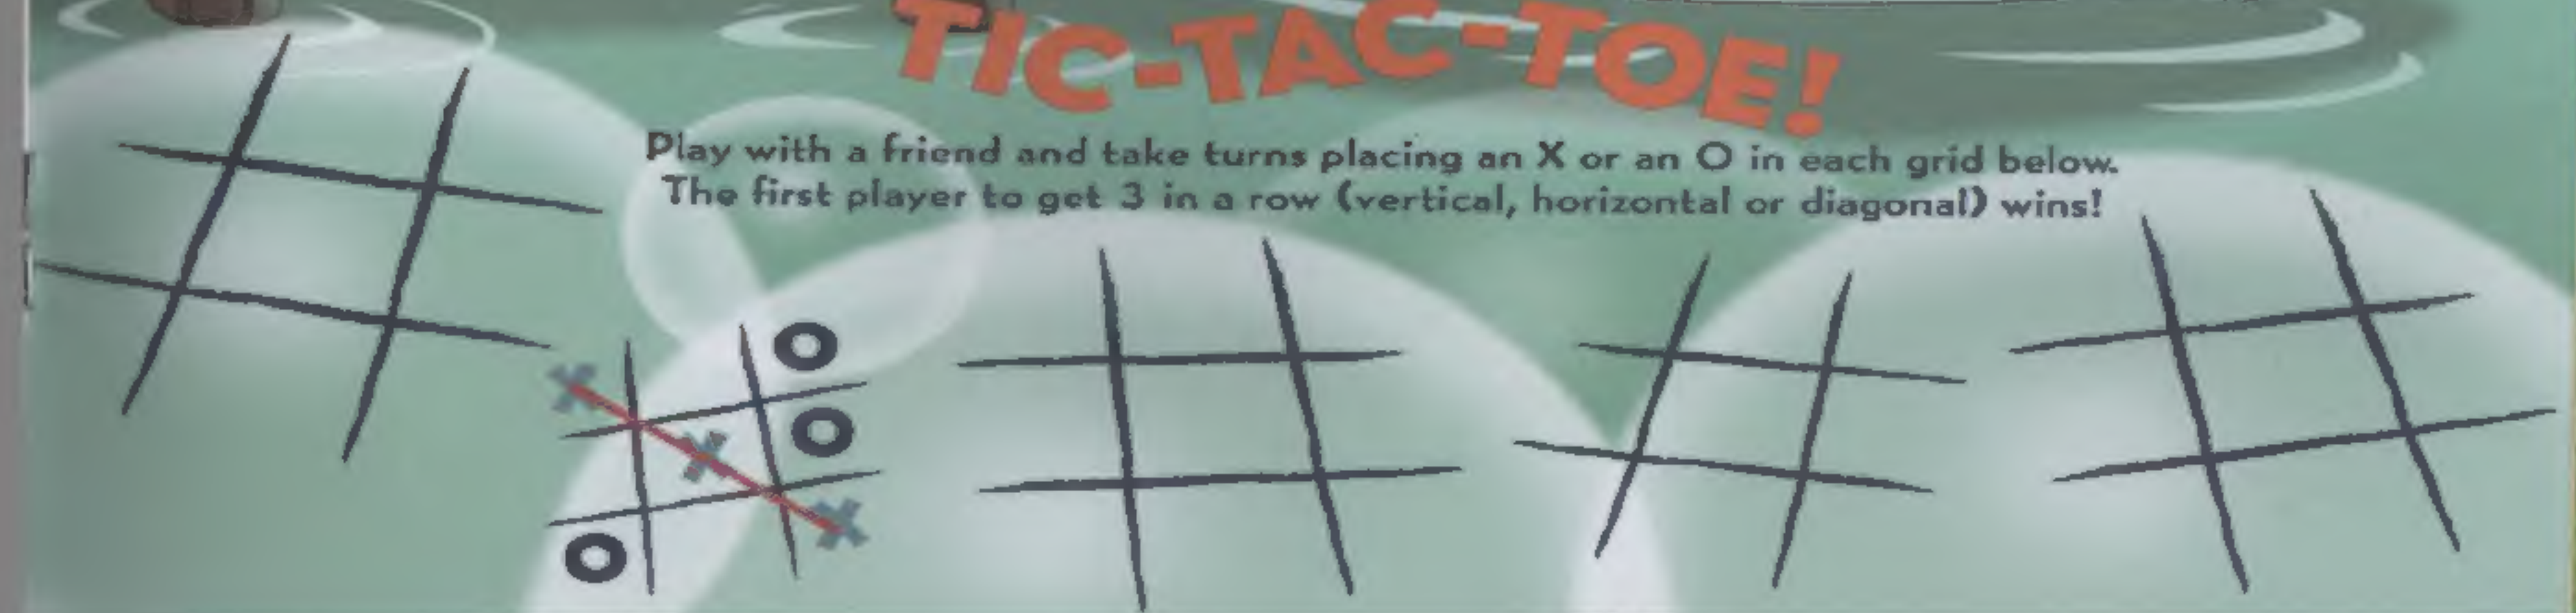 TIC-TAC-TOE!
Play with a friend and take turns placing an X or an O in each grid below.
The first player to get 3 in a row (vertical, horizontal or diagonal) wins!
X O
X O
O X